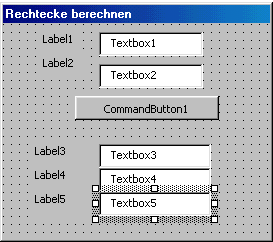 Rechtecke berechnen
Label1 Textbox1
Label2 Textbox2
CommandButton1
Label3 Textbox3
Label4 Textbox4
Label5 Textbox5